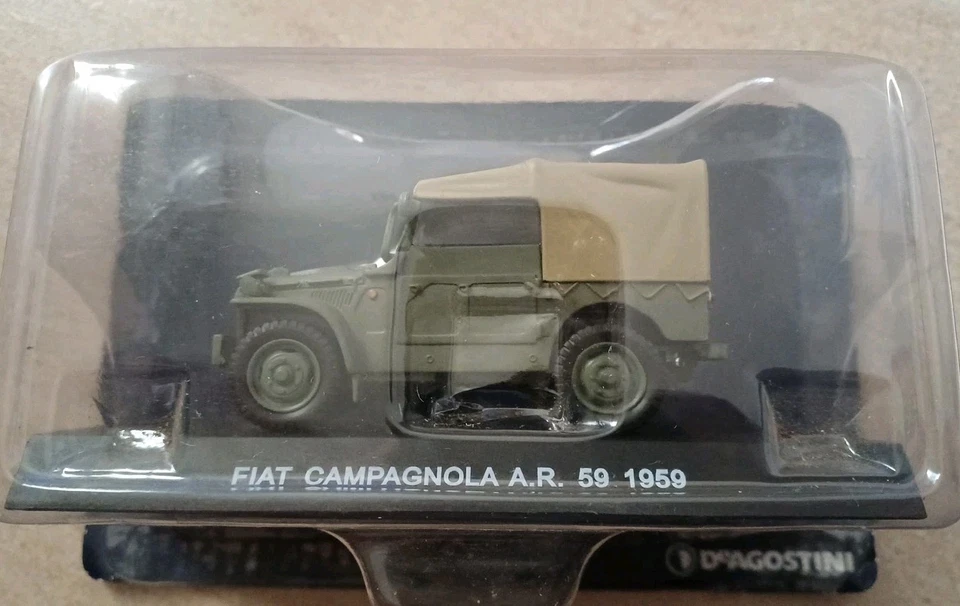 FIAT CAMPAGNOLA A.R. 59 1959
DeAGOSTINI